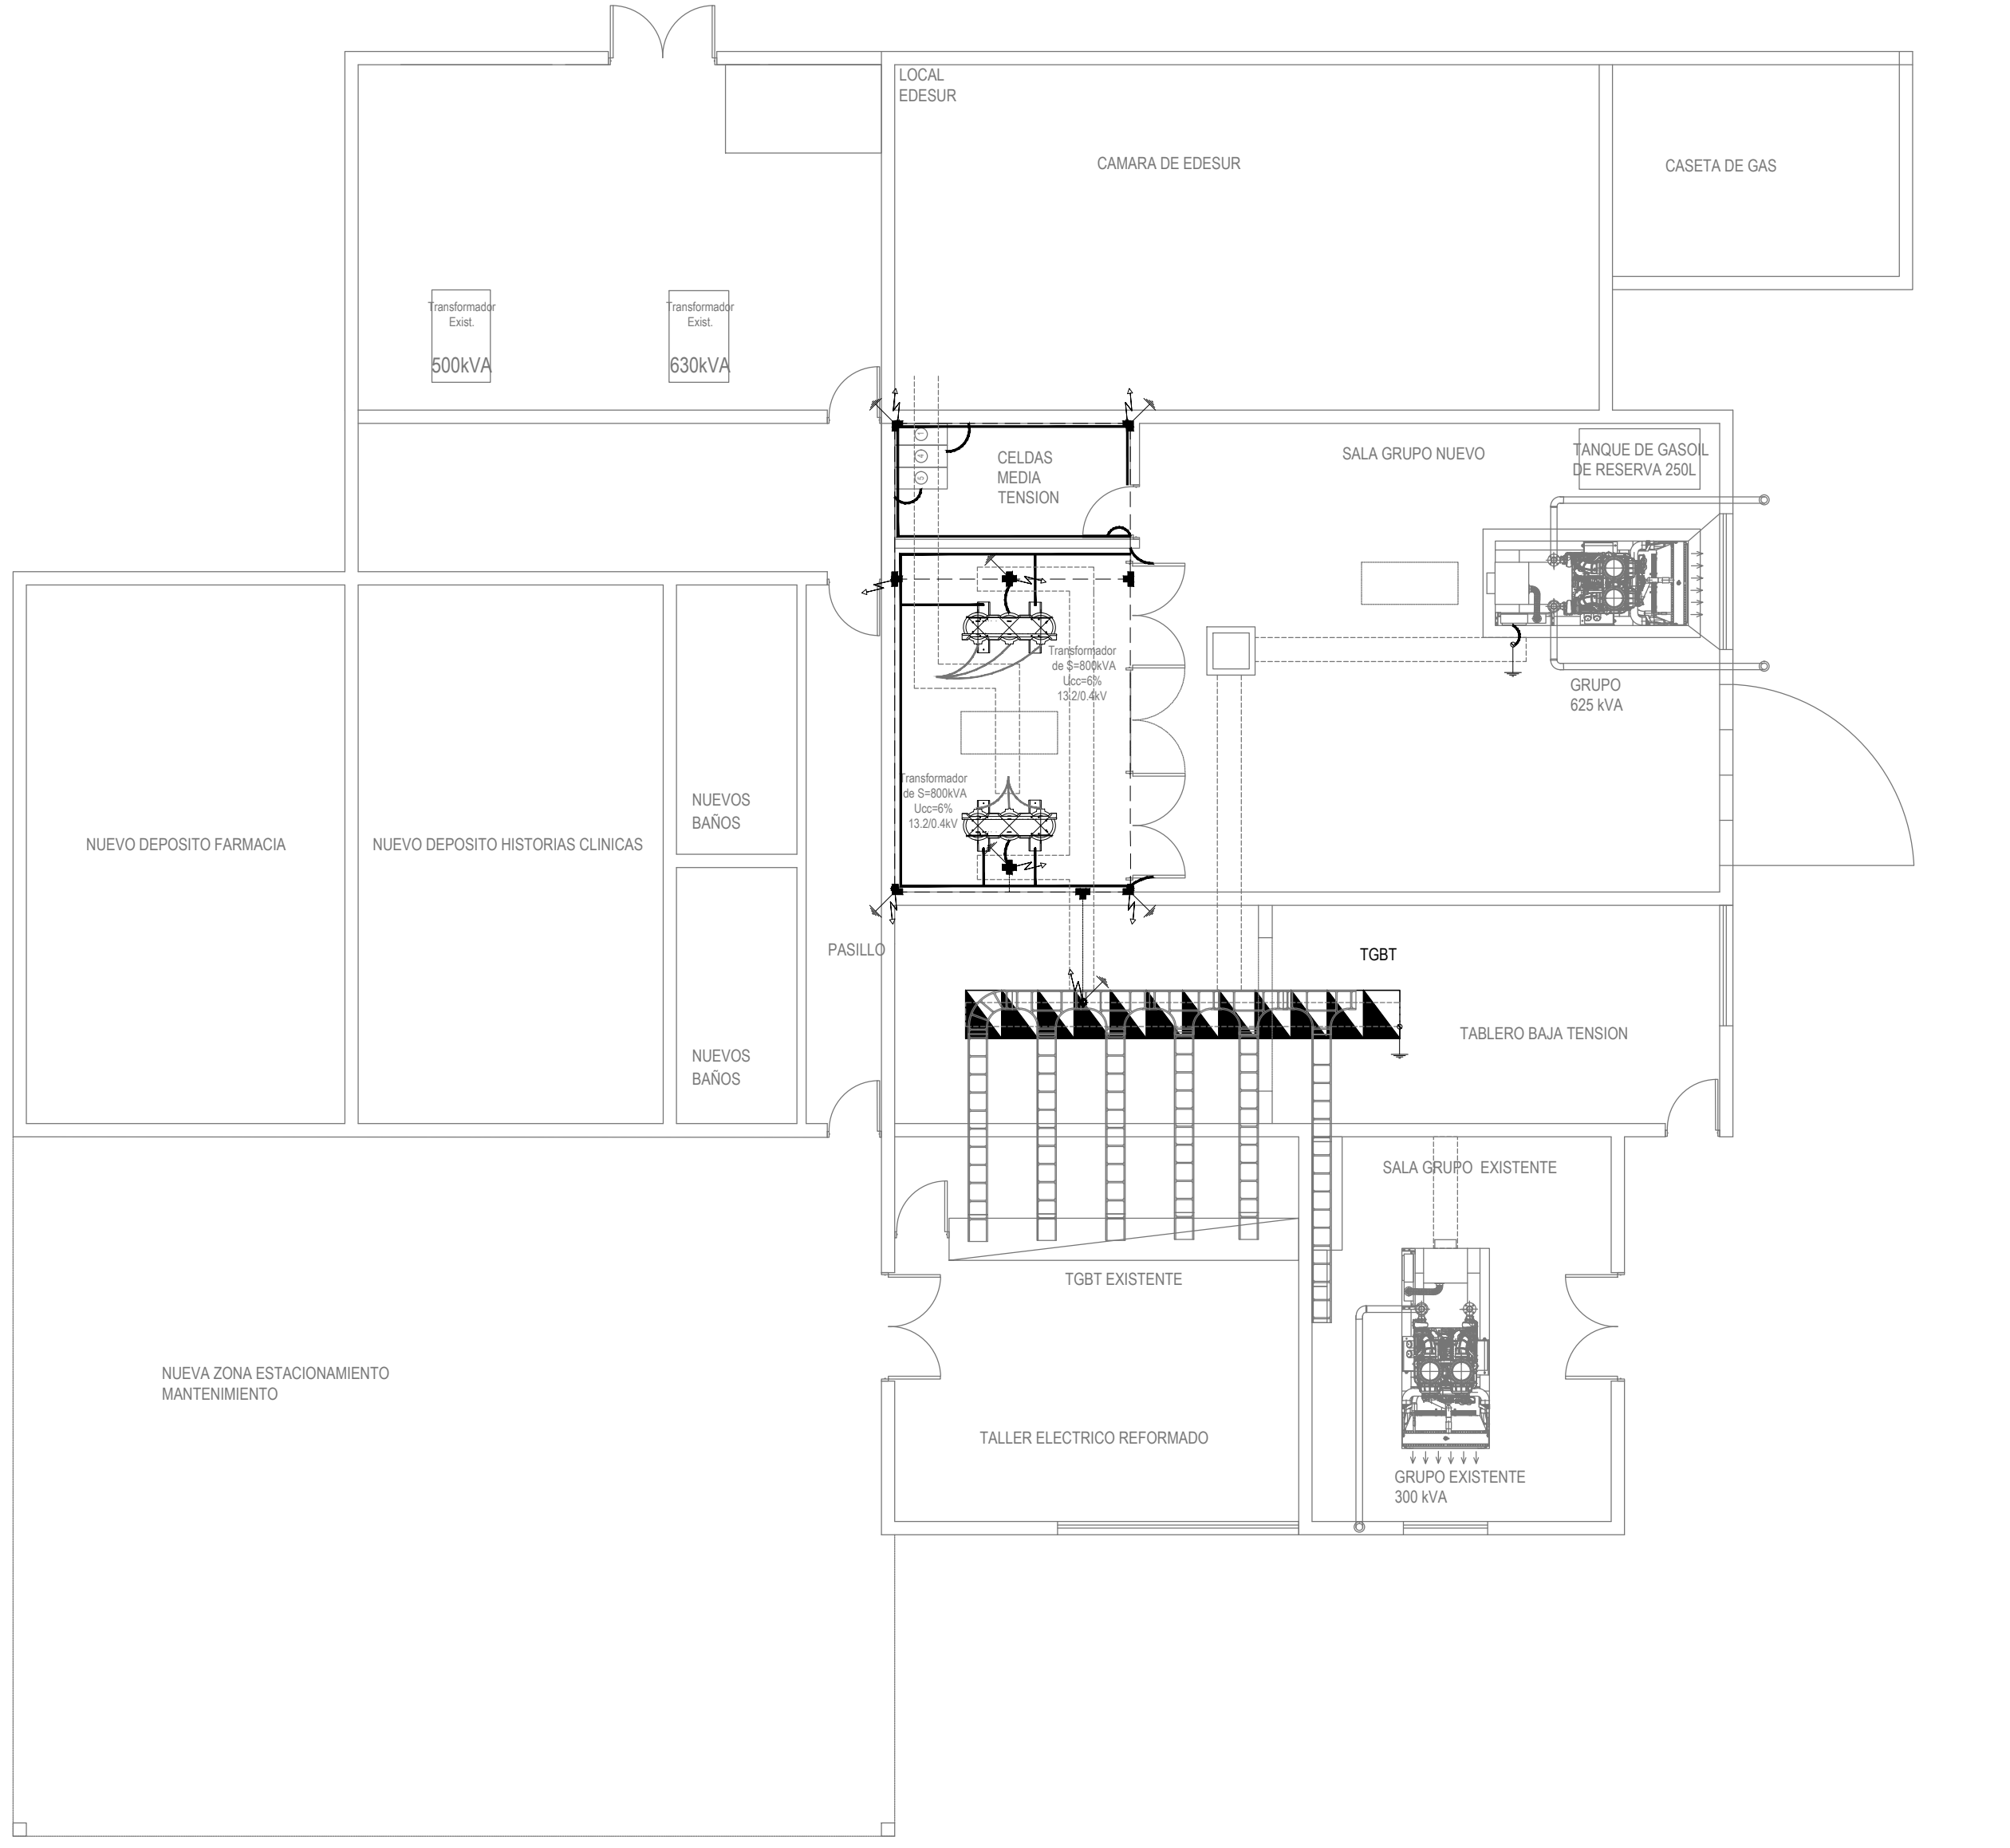 LOCAL
EDESUR
CAMARA DE EDESUR
CASETA DE GAS
Transformador
Exist.
500kVA
Transformador
Exist.
630kVA
1
4
5
CELDAS
MEDIA
TENSION
SALA GRUPO NUEVO
TANQUE DE GASOIL
DE RESERVA 250L
Transformador
de S=800kVA
Ucc=6%
13.2/0.4kV
GRUPO
625 kVA
Transformador
de S=800kVA
Ucc=6%
13.2/0.4kV
NUEVOS
BAÑOS
NUEVO DEPOSITO FARMACIA
NUEVO DEPOSITO HISTORIAS CLINICAS
PASILLO
TGBT
TABLERO BAJA TENSION
NUEVOS
BAÑOS
SALA GRUPO EXISTENTE
TGBT EXISTENTE
NUEVA ZONA ESTACIONAMIENTO
MANTENIMIENTO
TALLER ELECTRICO REFORMADO
GRUPO EXISTENTE
300 kVA